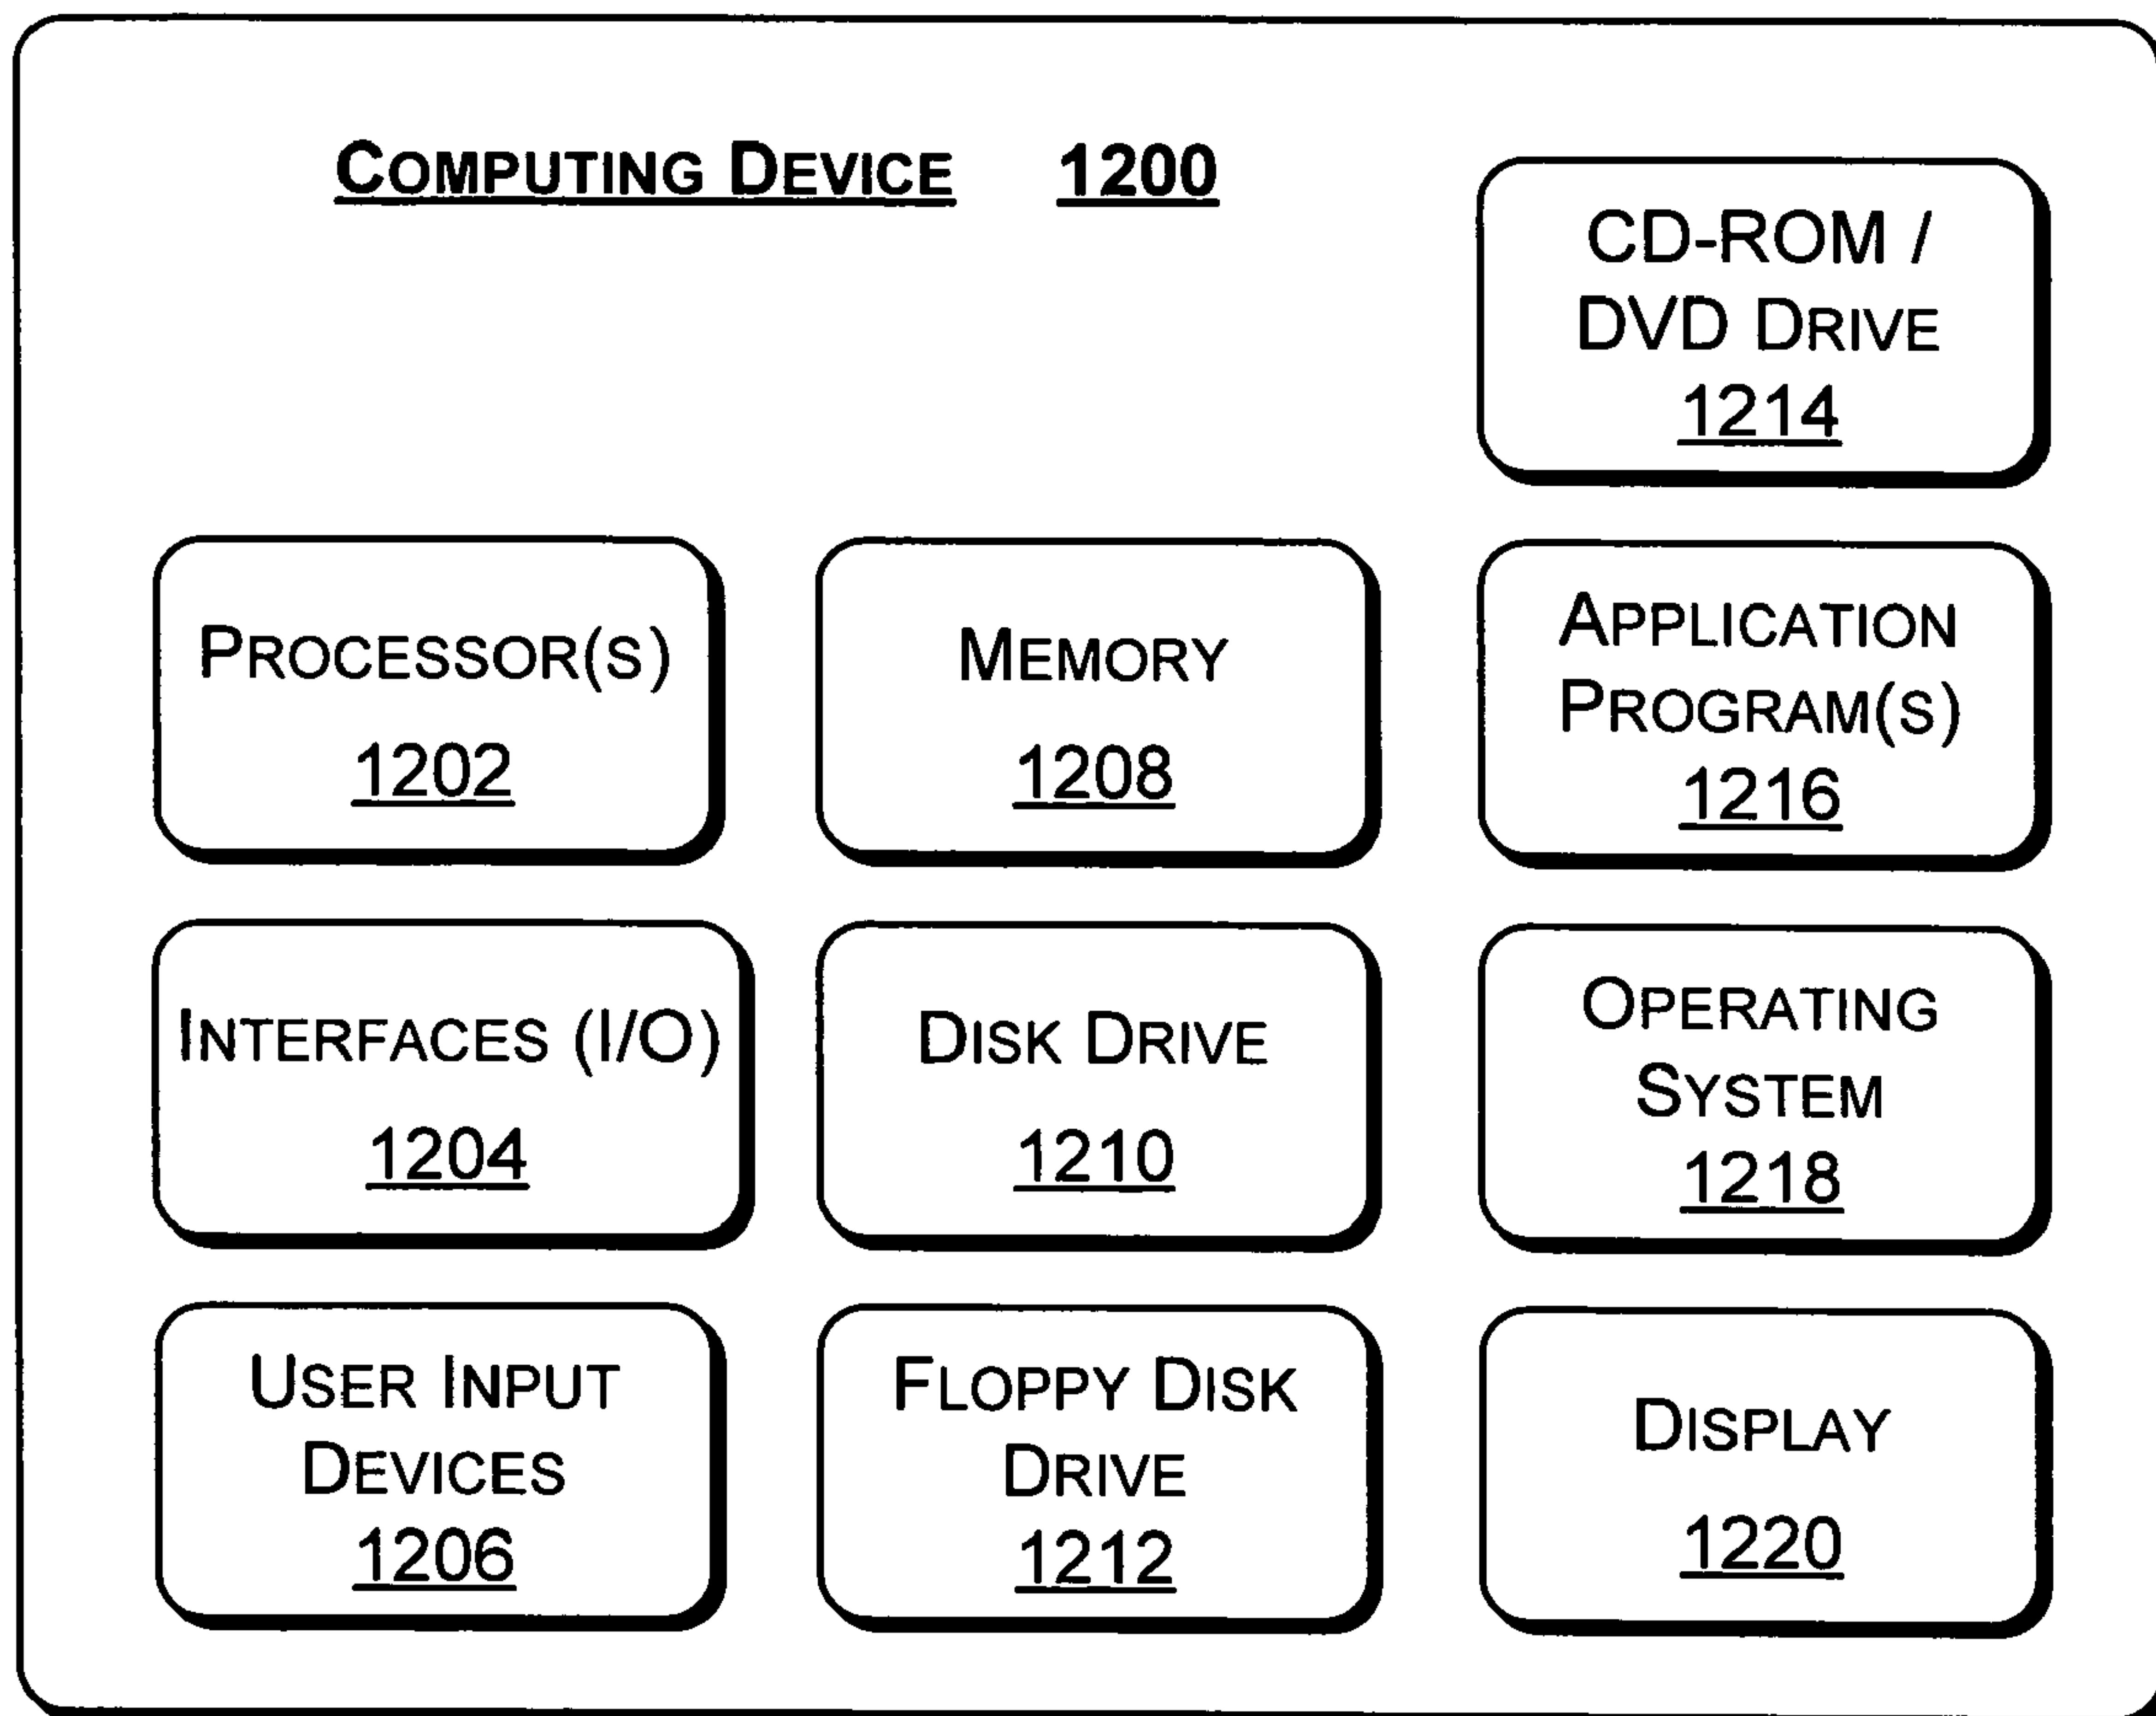 COMPUTING DEVICE 1200
CD-ROM /
DVD DRIVE
1214
PROCESSOR(S)
1202
MEMORY
1208
APPLICATION
PROGRAM(S)
1216
INTERFACES (I/O)
1204
DISK DRIVE
1210
OPERATING
SYSTEM
1218
USER INPUT
DEVICES
1206
FLOPPY DISK
DRIVE
1212
DISPLAY
1220